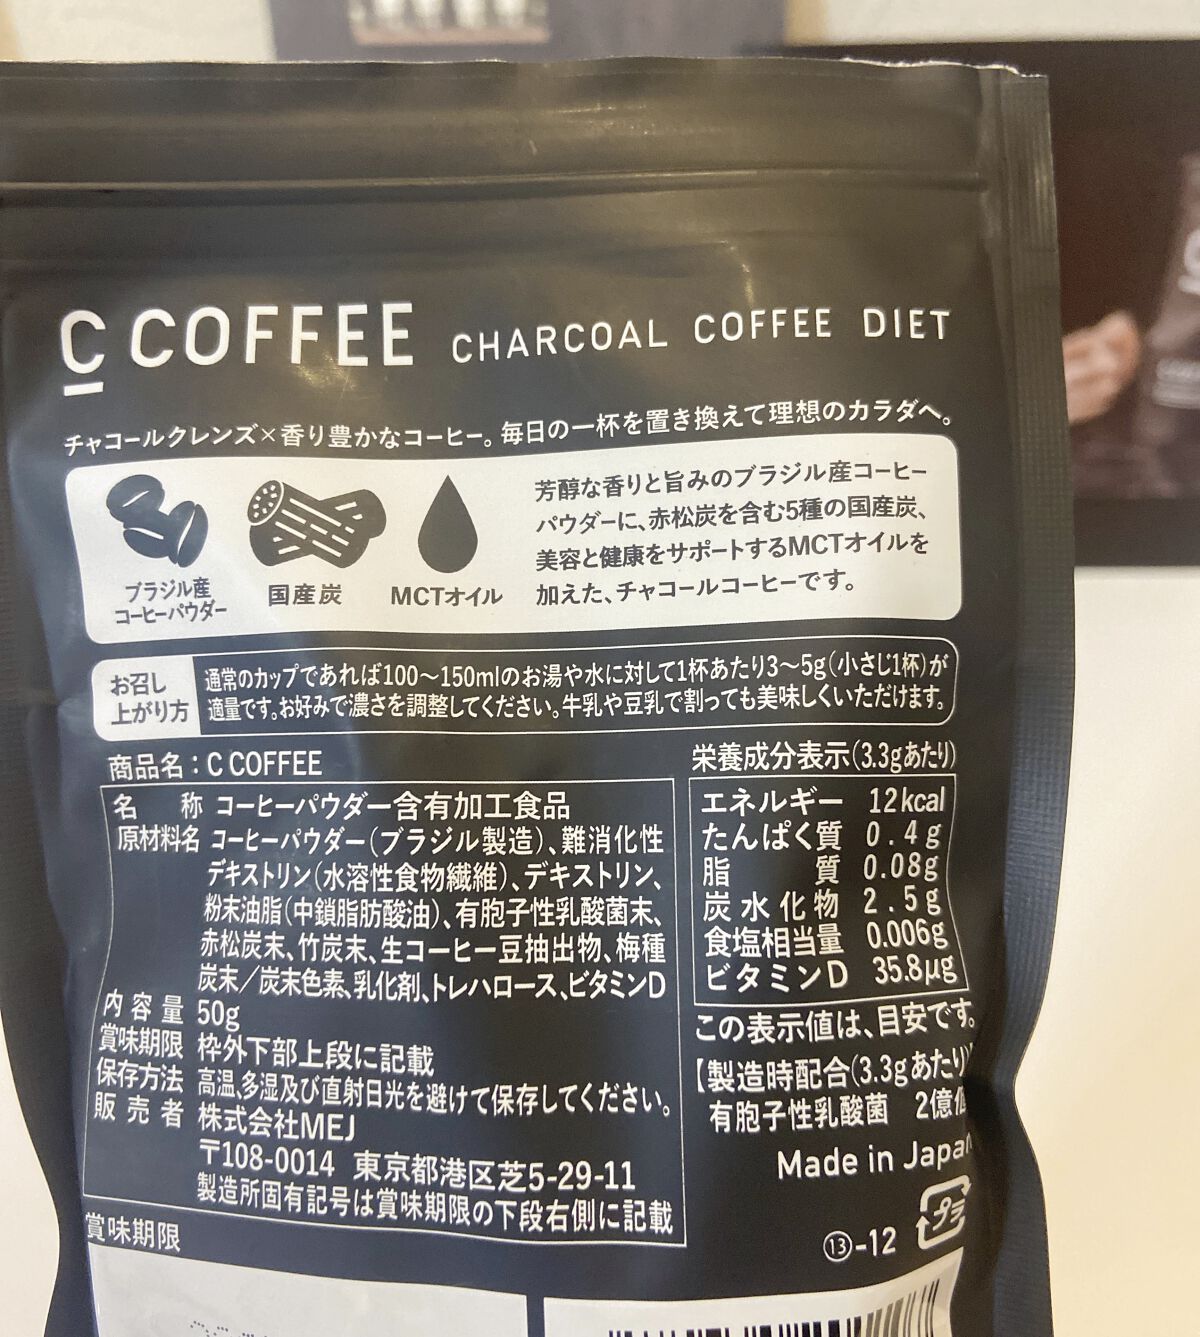 C COFFEE CHARCOAL COFFEE DIET
チャコールクレンズ×香り豊かなコーヒー。毎日の一杯を置き換えて理想のカラダへ。
ブラジル産
コーヒーパウダー
国産炭
MCTオイル
芳醇な香りと旨みのブラジル産コーヒー
パウダーに、赤松炭を含む5種の国産炭、
美容と健康をサポートするMCTオイルを
加えた、チャコールコーヒーです。
お召し
上がり方
通常のカップであれば100〜150mlのお湯や水に対して1杯あたり3〜5g(小さじ1杯)が
適量です。お好みで濃さを調整してください。牛乳や豆乳で割っても美味しくいただけます。
商品名：C COFFEE
名称 コーヒーパウダー含有加工食品
原材料名 コーヒーパウダー(ブラジル製造)、難消化性
デキストリン(水溶性食物繊維)、デキストリン、
粉末油脂(中鎖脂肪酸油)、有胞子性乳酸菌末、
赤松炭末、竹炭末、生コーヒー豆抽出物、梅種
炭末／炭末色素、乳化剤、トレハロース、ビタミンD
内容量 50g
賞味期限 枠外下部上段に記載
保存方法 高温、多湿及び直射日光を避けて保存してください。
販売者 株式会社MEJ
〒108-0014 東京都港区芝5-29-11
製造所固有記号は賞味期限の下段右側に記載
栄養成分表示(3.3gあたり)
エネルギー 12kcal
たんぱく質 0.4g
脂質 0.08g
炭水化物 2.5g
食塩相当量 0.006g
ビタミンD 35.8μg
この表示値は、目安です。
【製造時配合(3.3gあたり)】
有胞子性乳酸菌 2億個
Made in Japan
⑬-12
プラ
賞味期限